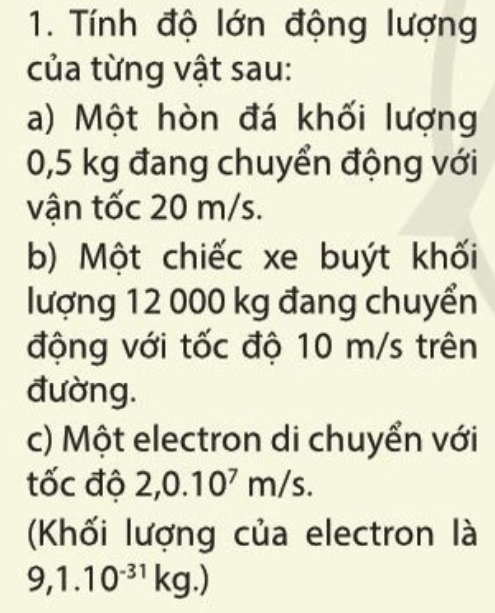 1. Tính độ lớn động lượng
của từng vật sau:
a) Một hòn đá khối lượng
0,5 kg đang chuyển động với
vận tốc 20 m/s.
b) Một chiếc xe buýt khối
lượng 12 000 kg đang chuyển
động với tốc độ 10 m/s trên
đường.
c) Một electron di chuyển với
tốc độ 2,0.10⁷ m/s.
(Khối lượng của electron là
9,1.10⁻³¹ kg.)